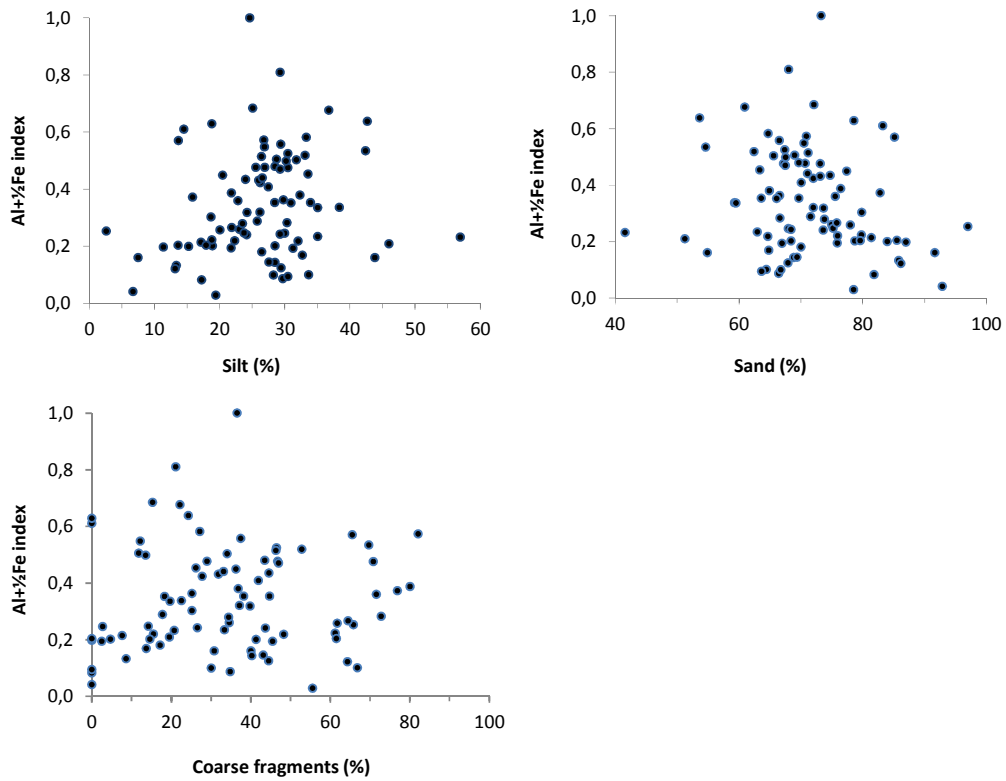 Al+½Fe index
1,0
0,8
0,6
0,4
0,2
0,0
0 10 20 30 40 50 60
Silt (%)
Al+½Fe index
1,0
0,8
0,6
0,4
0,2
0,0
40 60 80 100
Sand (%)
Al+½Fe index
1,0
0,8
0,6
0,4
0,2
0,0
0 20 40 60 80 100
Coarse fragments (%)